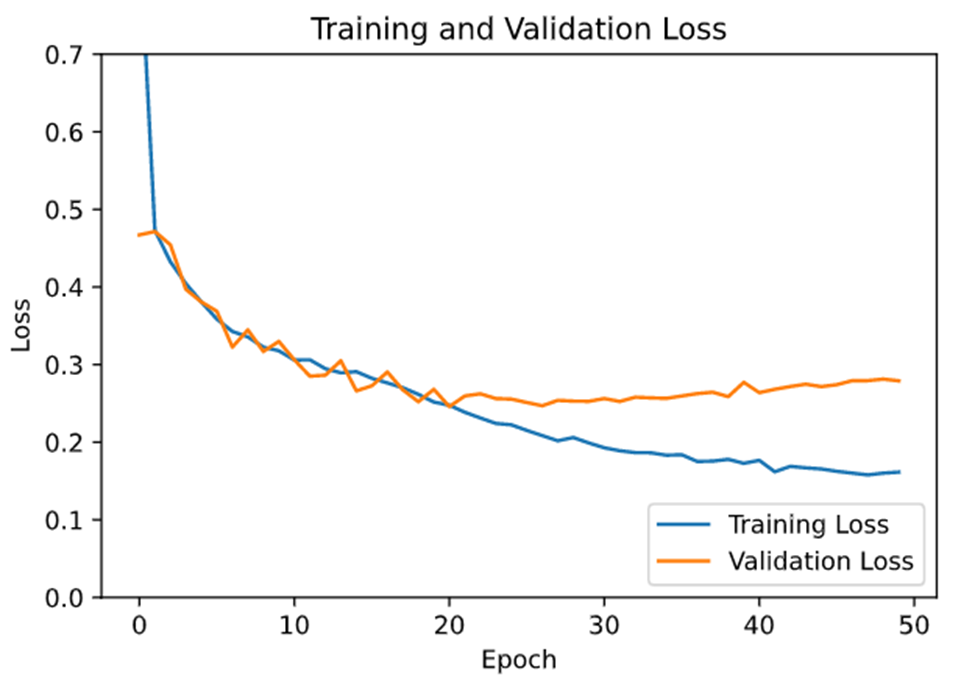 Training and Validation Loss
0.7
0.6
0.5
0.4
0.3
0.2
0.1
0.0
Loss
Training Loss
Validation Loss
0 10 20 30 40 50
Epoch